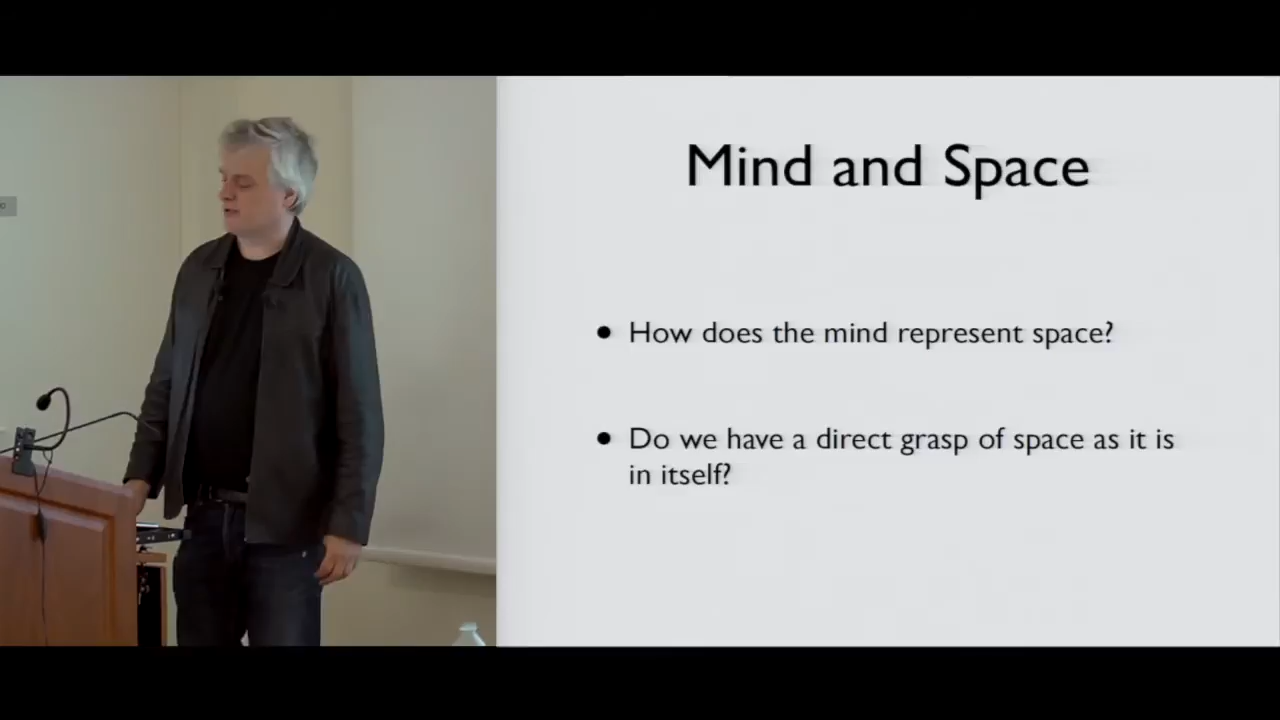 Mind and Space
• How does the mind represent space?
• Do we have a direct grasp of space as it is
in itself?